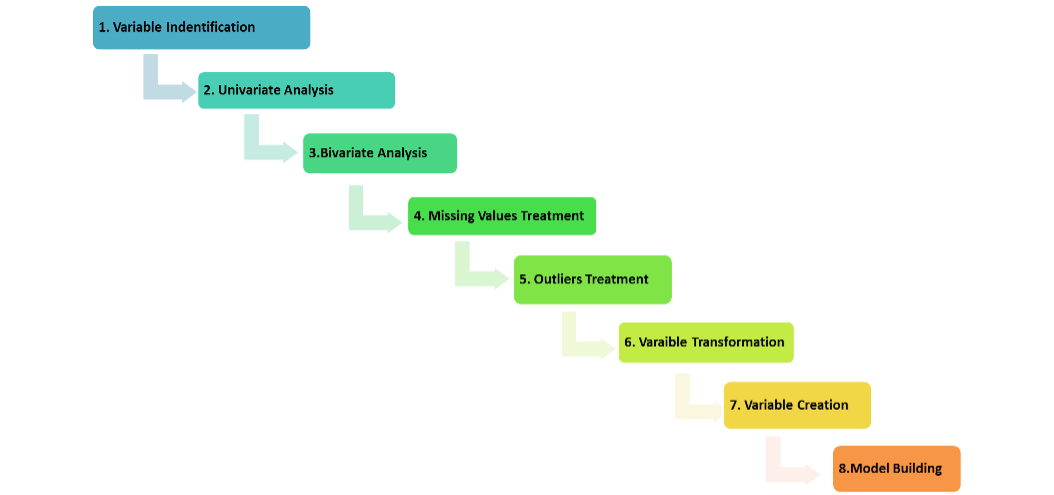 1. Variable Indentification
2. Univariate Analysis
3.Bivariate Analysis
4. Missing Values Treatment
5. Outliers Treatment
6. Varaible Transformation
7. Variable Creation
8.Model Building